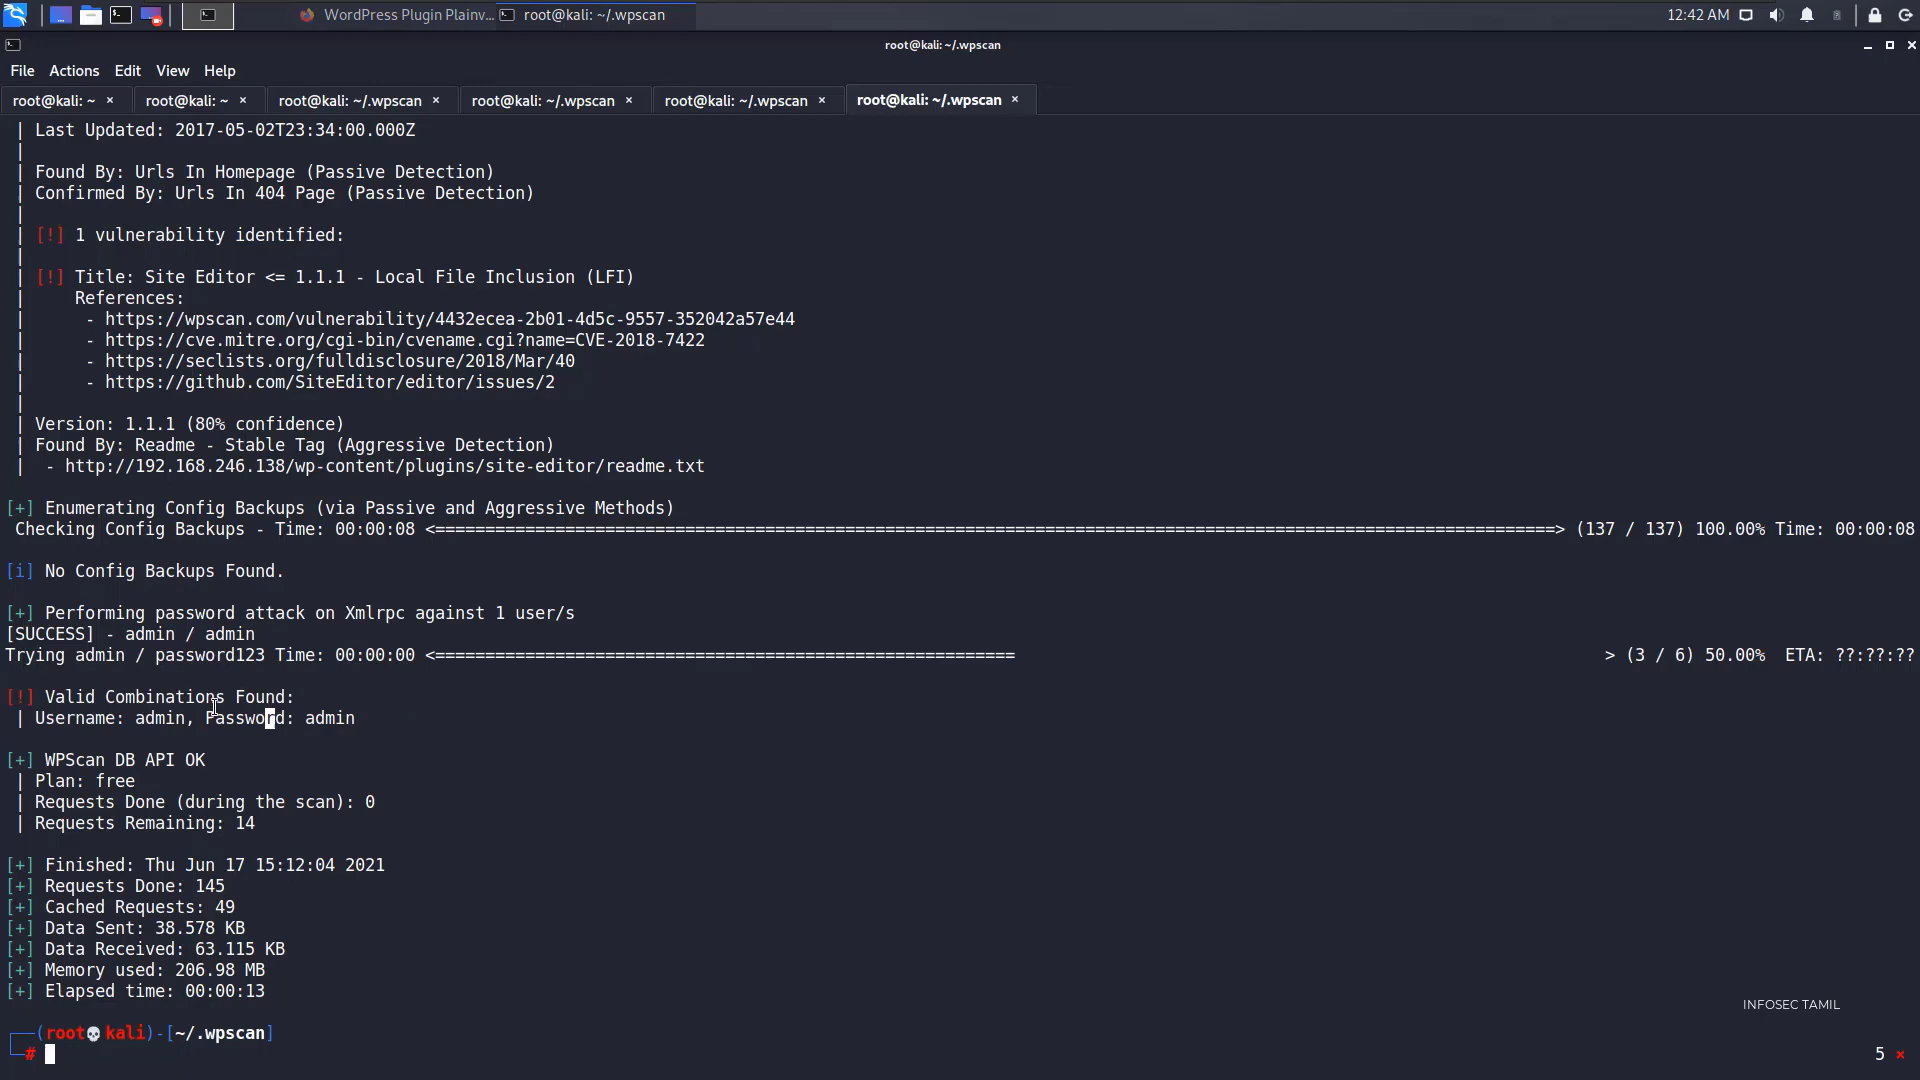 WordPress Plugin Plainv... root@kali: ~/.wpscan 12:42 AM
root@kali: ~/.wpscan
File Actions Edit View Help
root@kali: ~ × root@kali: ~ × root@kali: ~/.wpscan × root@kali: ~/.wpscan × root@kali: ~/.wpscan × root@kali: ~/.wpscan ×
| Last Updated: 2017-05-02T23:34:00.000Z
|
| Found By: Urls In Homepage (Passive Detection)
| Confirmed By: Urls In 404 Page (Passive Detection)
|
| [!] 1 vulnerability identified:
|
| [!] Title: Site Editor <= 1.1.1 - Local File Inclusion (LFI)
| References:
| - https://wpscan.com/vulnerability/4432ecea-2b01-4d5c-9557-352042a57e44
| - https://cve.mitre.org/cgi-bin/cvename.cgi?name=CVE-2018-7422
| - https://seclists.org/fulldisclosure/2018/Mar/40
| - https://github.com/SiteEditor/editor/issues/2
|
| Version: 1.1.1 (80% confidence)
| Found By: Readme - Stable Tag (Aggressive Detection)
| - http://192.168.246.138/wp-content/plugins/site-editor/readme.txt
[+] Enumerating Config Backups (via Passive and Aggressive Methods)
Checking Config Backups - Time: 00:00:08 <================================================================================================================> (137 / 137) 100.00% Time: 00:00:08
[i] No Config Backups Found.
[+] Performing password attack on Xmlrpc against 1 user/s
[SUCCESS] - admin / admin
Trying admin / password123 Time: 00:00:00 <========================================================== > (3 / 6) 50.00% ETA: ??:??:??
[!] Valid Combinations Found:
| Username: admin, Password: admin
[+] WPScan DB API OK
| Plan: free
| Requests Done (during the scan): 0
| Requests Remaining: 14
[+] Finished: Thu Jun 17 15:12:04 2021
[+] Requests Done: 145
[+] Cached Requests: 49
[+] Data Sent: 38.578 KB
[+] Data Received: 63.115 KB
[+] Memory used: 206.98 MB
[+] Elapsed time: 00:00:13
INFOSEC TAMIL
(root💀kali)-[~/.wpscan]
# 5 ×